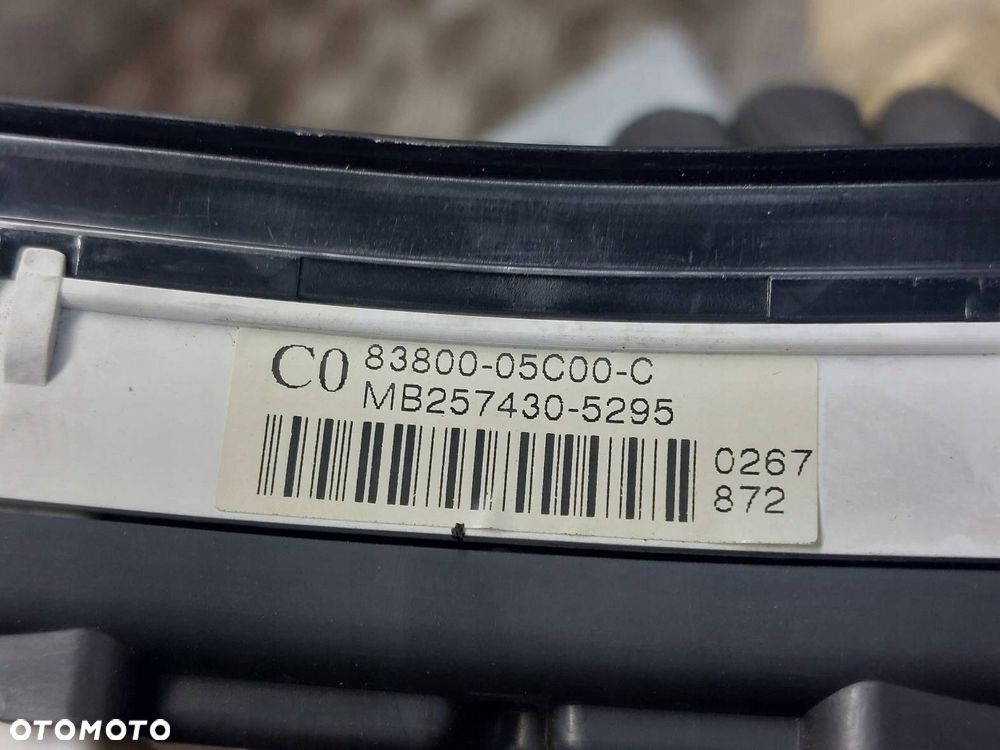 C0 83800-05C00-C
MB257430-5295
0267
872
OTOMOTO